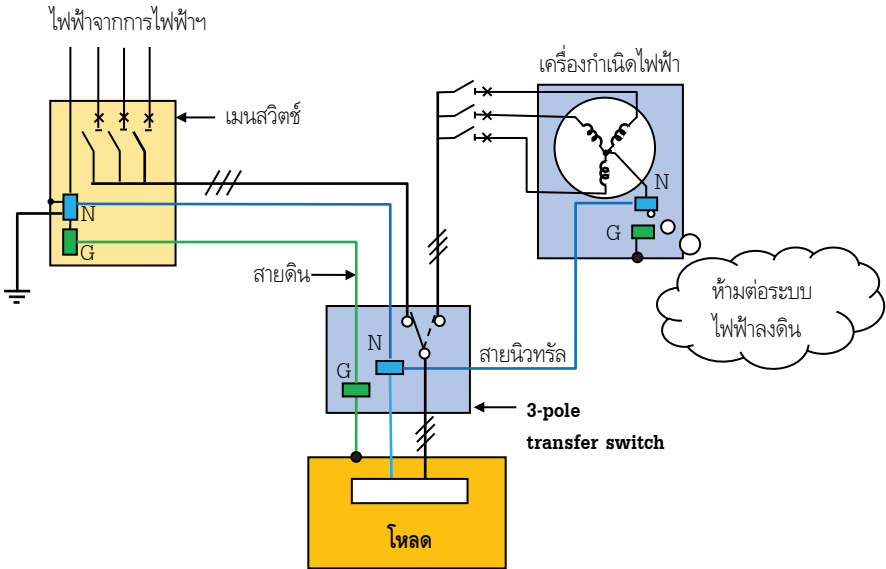 ไฟฟ้าจากการไฟฟ้าฯ
เครื่องกำเนิดไฟฟ้า
เมนสวิตช์
N
G
N
G
สายดิน
ห้ามต่อระบบ
ไฟฟ้าลงดิน
N
G
สายนิวทรัล
3-pole
transfer switch
โหลด